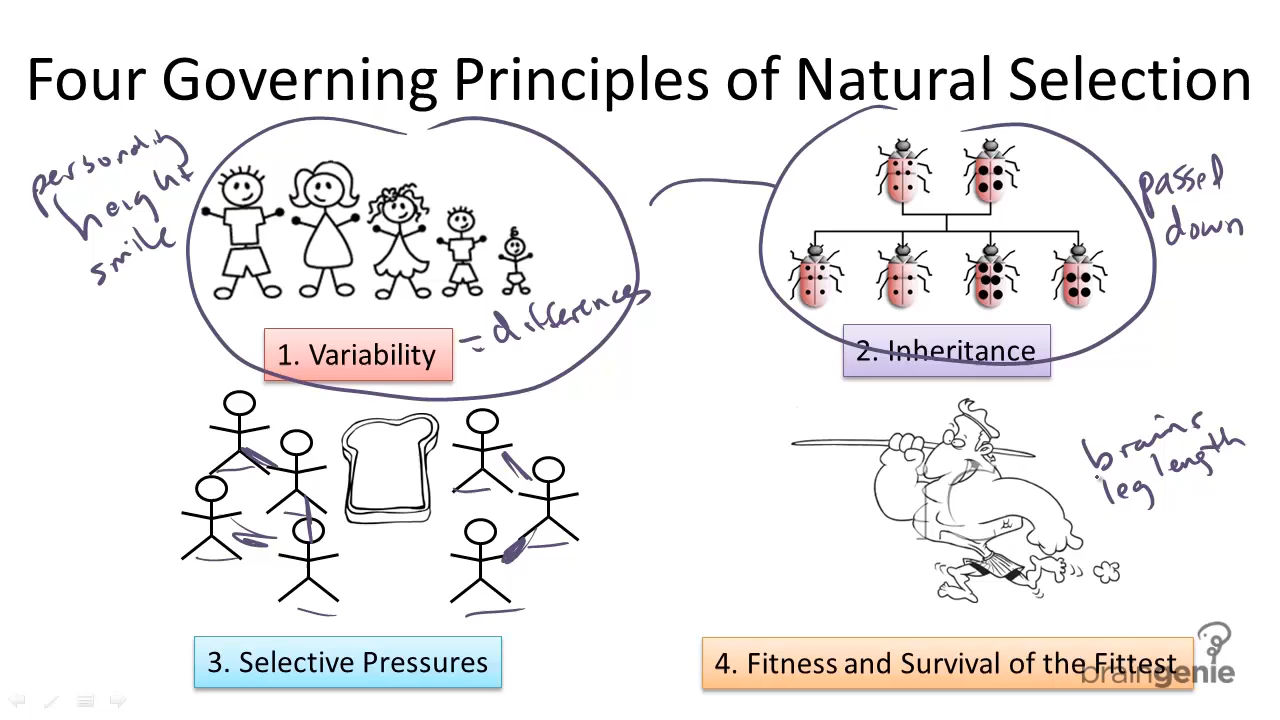 Four Governing Principles of Natural Selection
personality
height
smile
passed
down
1. Variability
= differences
2. Inheritance
brains
leg length
3. Selective Pressures
4. Fitness and Survival of the Fittest
braingenie